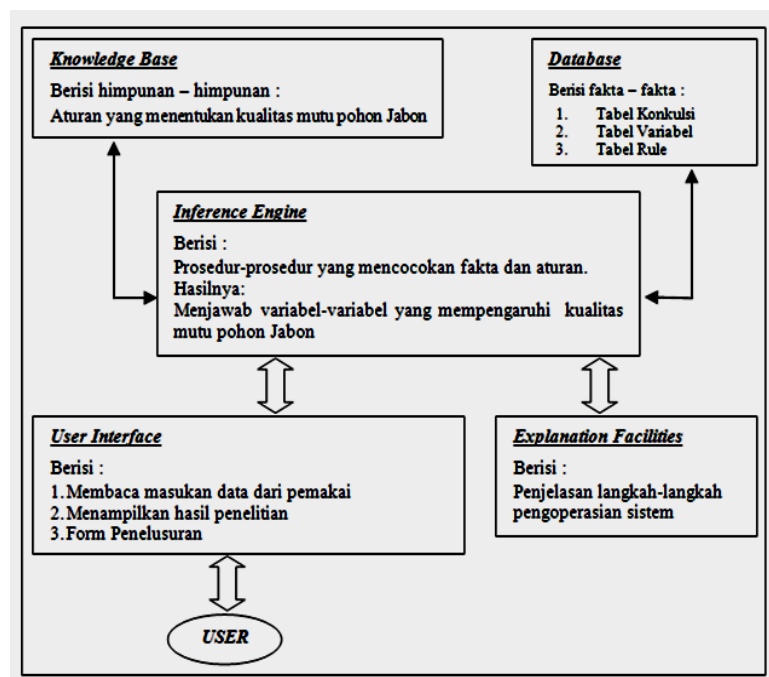 Knowledge Base
Berisi himpunan – himpunan :
Aturan yang menentukan kualitas mutu pohon Jabon
Database
Berisi fakta – fakta :
1. Tabel Konkulsi
2. Tabel Variabel
3. Tabel Rule
Inference Engine
Berisi :
Prosedur-prosedur yang mencocokan fakta dan aturan.
Hasilnya:
Menjawab variabel-variabel yang mempengaruhi kualitas
mutu pohon Jabon
User Interface
Berisi :
1.Membaca masukan data dari pemakai
2.Menampilkan hasil penelitian
3.Form Penelusuran
Explanation Facilities
Berisi :
Penjelasan langkah-langkah
pengoperasian sistem
USER